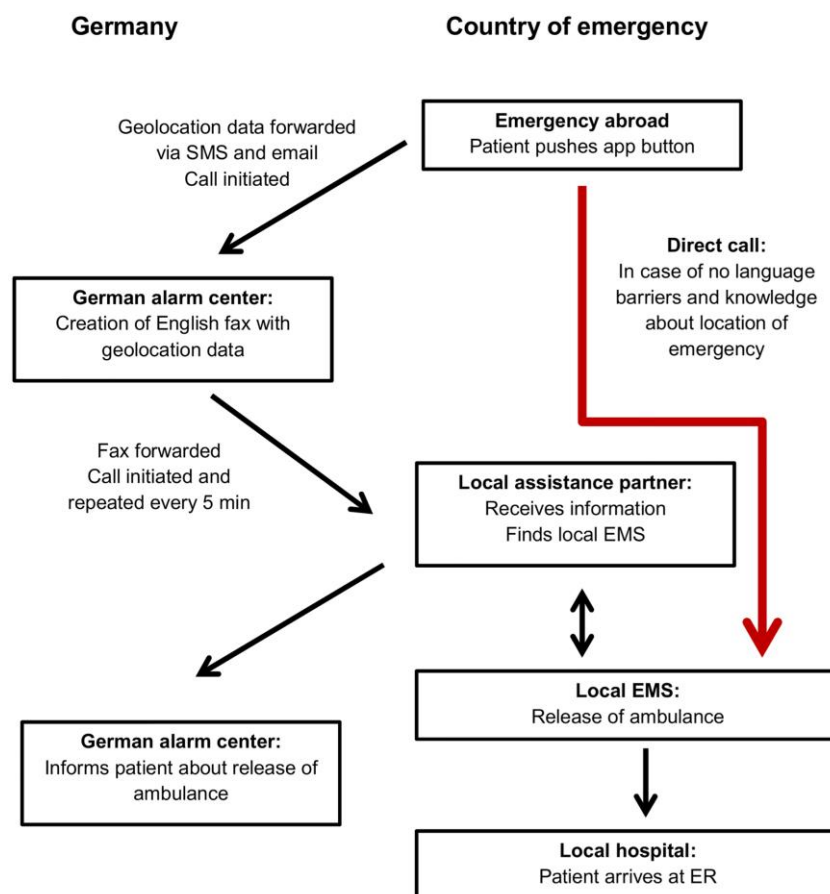 Germany
Country of emergency
Emergency abroad
Patient pushes app button
Geolocation data forwarded
via SMS and email
Call initiated
Direct call:
In case of no language
barriers and knowledge
about location of
emergency
German alarm center:
Creation of English fax with
geolocation data
Fax forwarded
Call initiated and
repeated every 5 min
Local assistance partner:
Receives information
Finds local EMS
Local EMS:
Release of ambulance
German alarm center:
Informs patient about release of
ambulance
Local hospital:
Patient arrives at ER